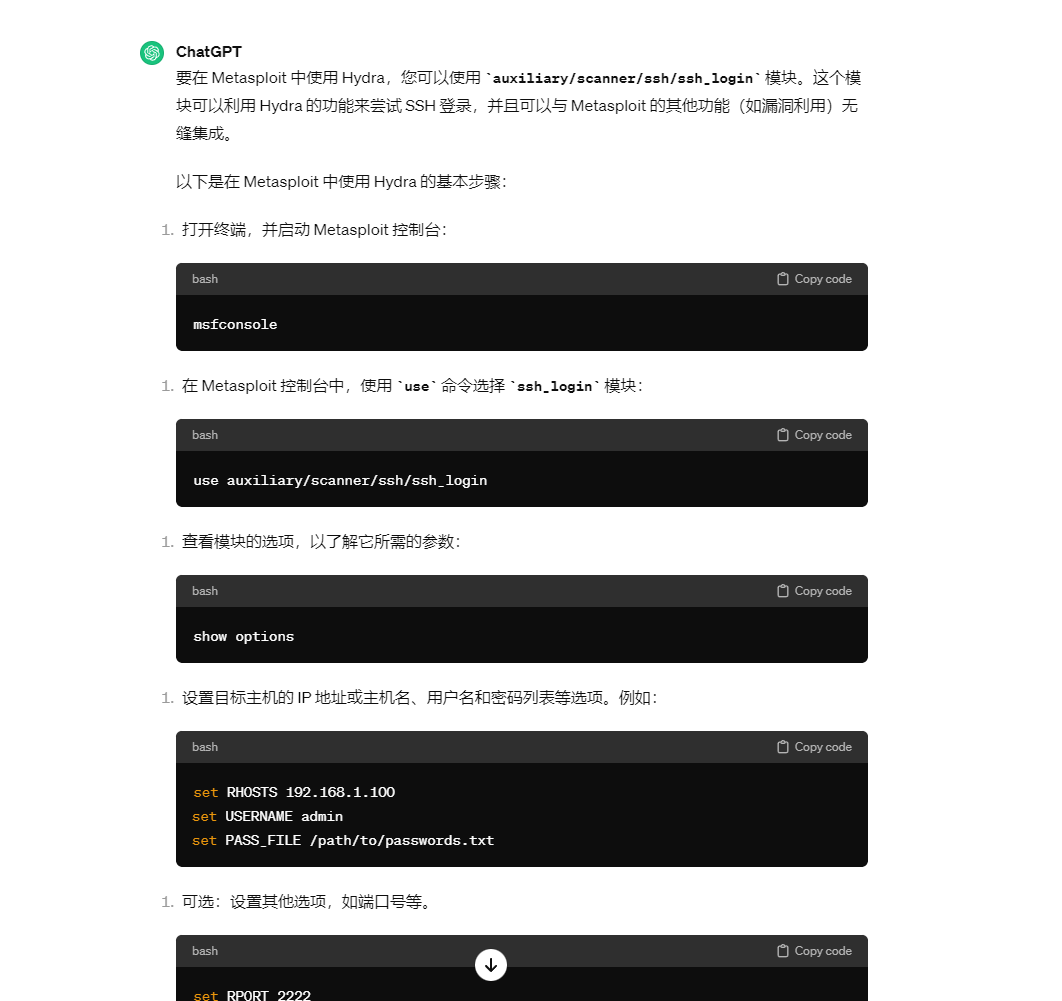 ChatGPT
要在 Metasploit 中使用 Hydra，您可以使用 `auxiliary/scanner/ssh/ssh_login` 模块。这个模
块可以利用 Hydra 的功能来尝试 SSH 登录，并且可以与 Metasploit 的其他功能（如漏洞利用）无
缝集成。
以下是在 Metasploit 中使用 Hydra 的基本步骤：
1. 打开终端，并启动 Metasploit 控制台：
bash Copy code
msfconsole
1. 在 Metasploit 控制台中，使用 `use` 命令选择 `ssh_login` 模块：
bash Copy code
use auxiliary/scanner/ssh/ssh_login
1. 查看模块的选项，以了解它所需的参数：
bash Copy code
show options
1. 设置目标主机的 IP 地址或主机名、用户名和密码列表等选项。例如：
bash Copy code
set RHOSTS 192.168.1.100
set USERNAME admin
set PASS_FILE /path/to/passwords.txt
1. 可选：设置其他选项，如端口号等。
bash Copy code
set RPORT 2222